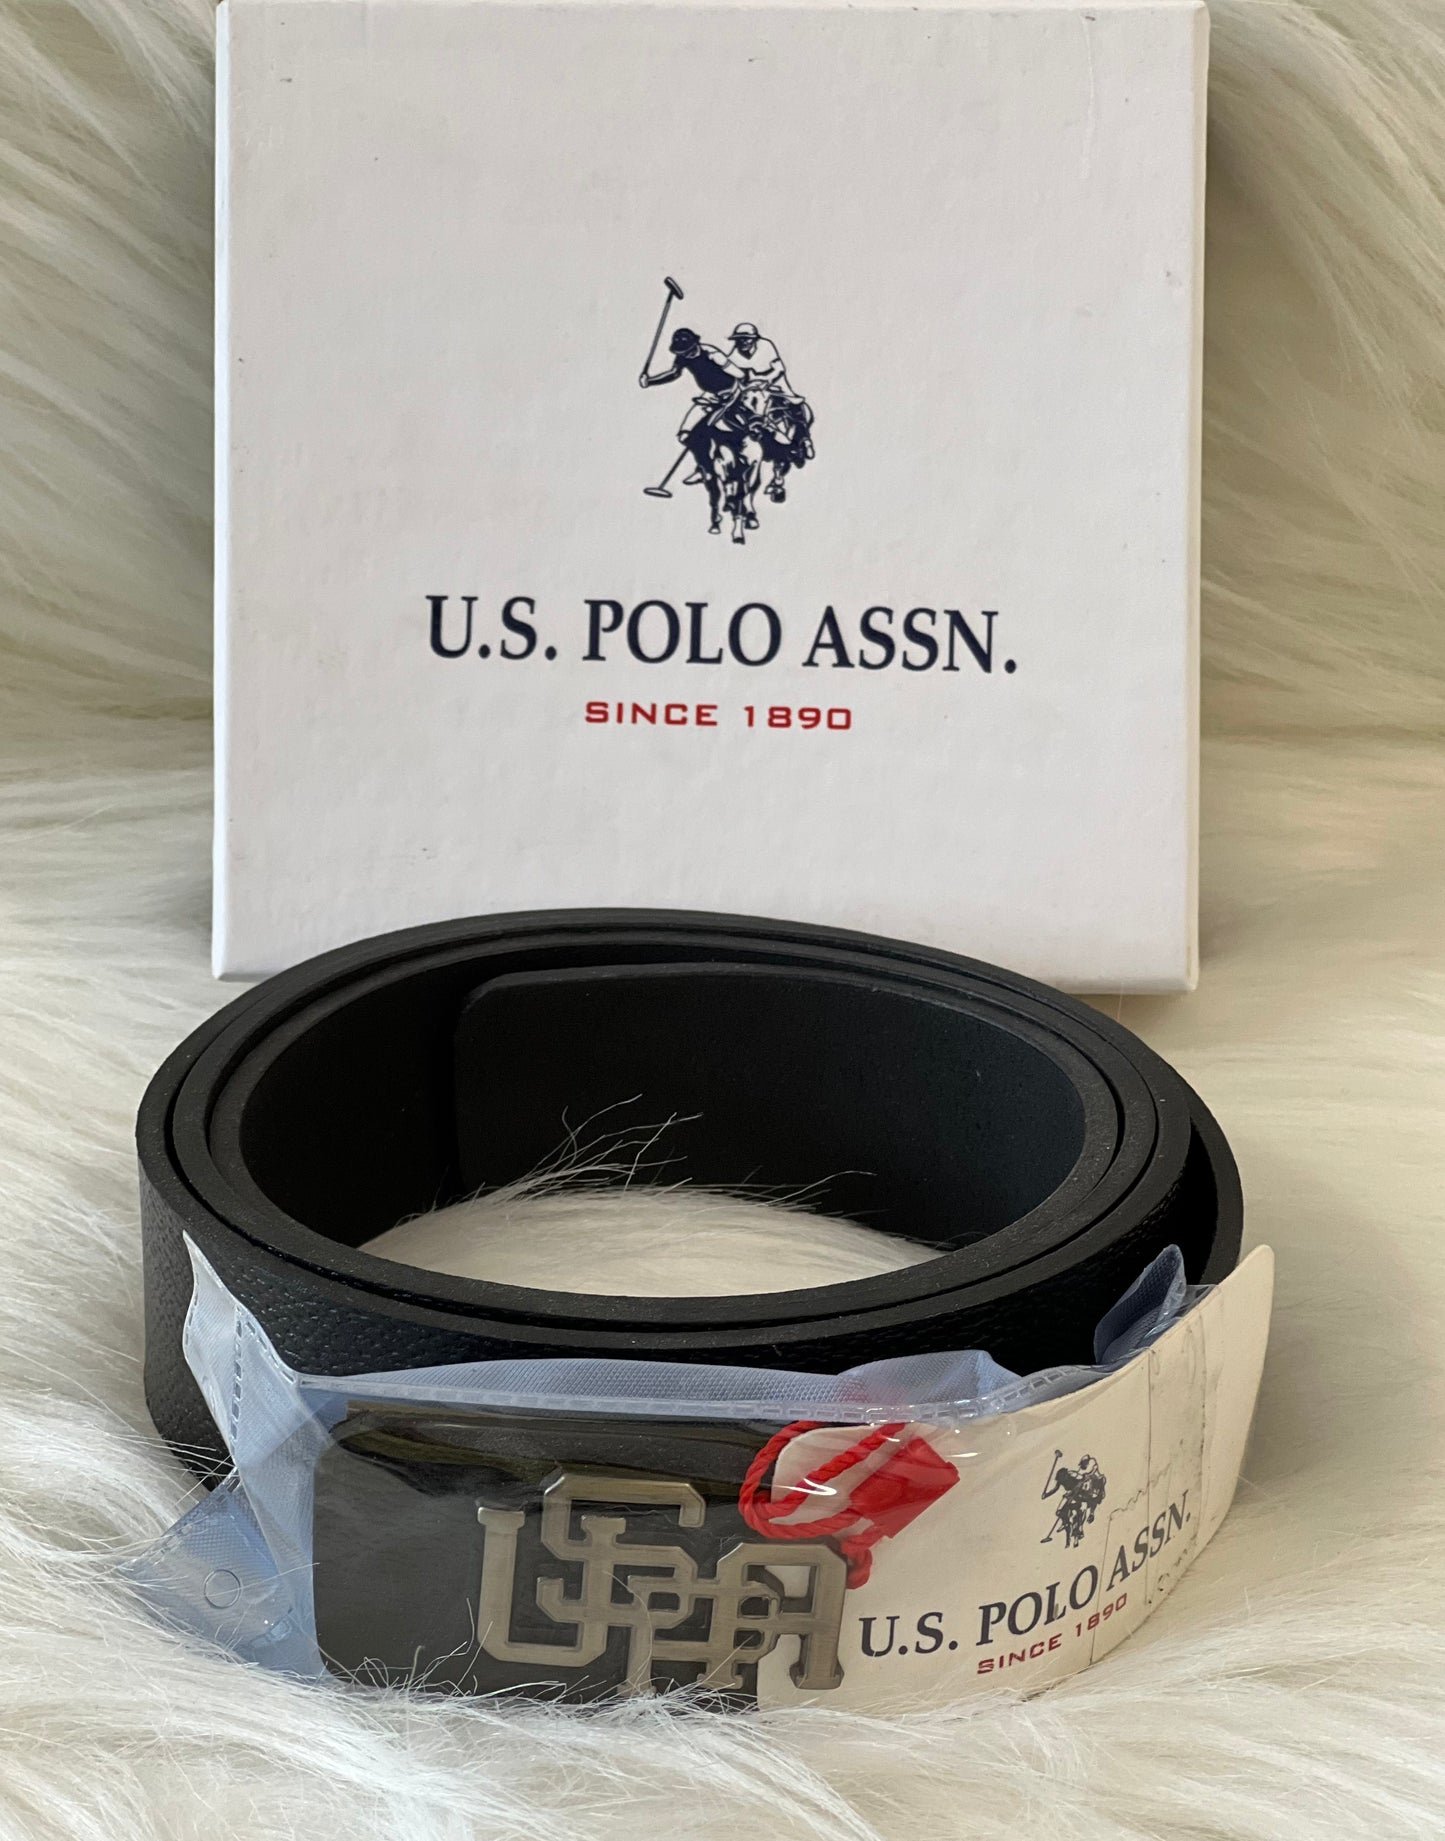 U.S. POLO ASSN.
SINCE 1890
USPA
U.S. POLO ASSN.
SINCE 1890